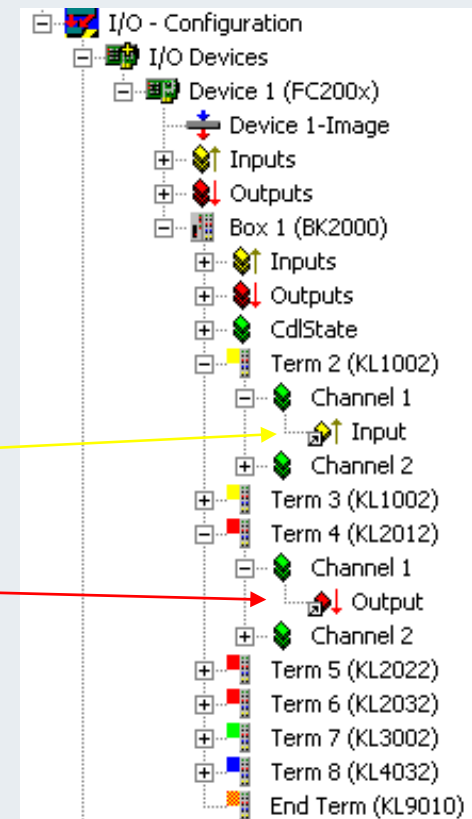 I/O - Configuration
I/O Devices
Device 1 (FC200x)
Device 1-Image
Inputs
Outputs
Box 1 (BK2000)
Inputs
Outputs
CdlState
Term 2 (KL1002)
Channel 1
Input
Channel 2
Term 3 (KL1002)
Term 4 (KL2012)
Channel 1
Output
Channel 2
Term 5 (KL2022)
Term 6 (KL2032)
Term 7 (KL3002)
Term 8 (KL4032)
End Term (KL9010)